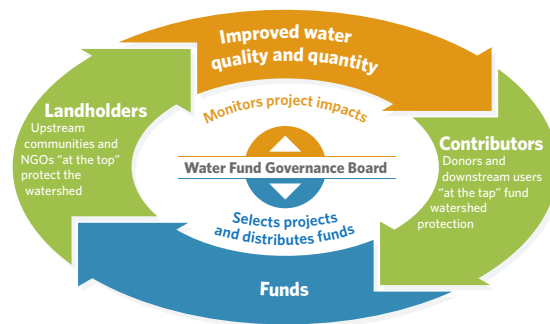 Improved water
quality and quantity
Monitors project impacts
Landholders
Upstream
communities and
NGOs “at the top”
protect the
watershed
Contributors
Donors and
downstream users
“at the tap” fund
watershed
protection
Water Fund Governance Board
Selects projects
and distributes funds
Funds